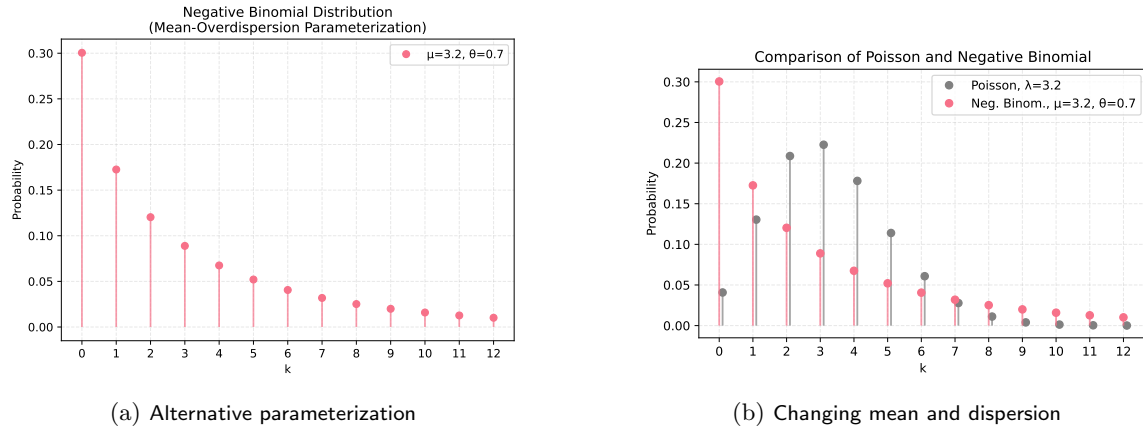 Negative Binomial Distribution
(Mean-Overdispersion Parameterization)
μ=3.2, θ=0.7
Probability
0.30
0.25
0.20
0.15
0.10
0.05
0.00
0 1 2 3 4 5 6 7 8 9 10 11 12
k
(a) Alternative parameterization
Comparison of Poisson and Negative Binomial
Poisson, λ=3.2
Neg. Binom., μ=3.2, θ=0.7
Probability
0.30
0.25
0.20
0.15
0.10
0.05
0.00
0 1 2 3 4 5 6 7 8 9 10 11 12
k
(b) Changing mean and dispersion